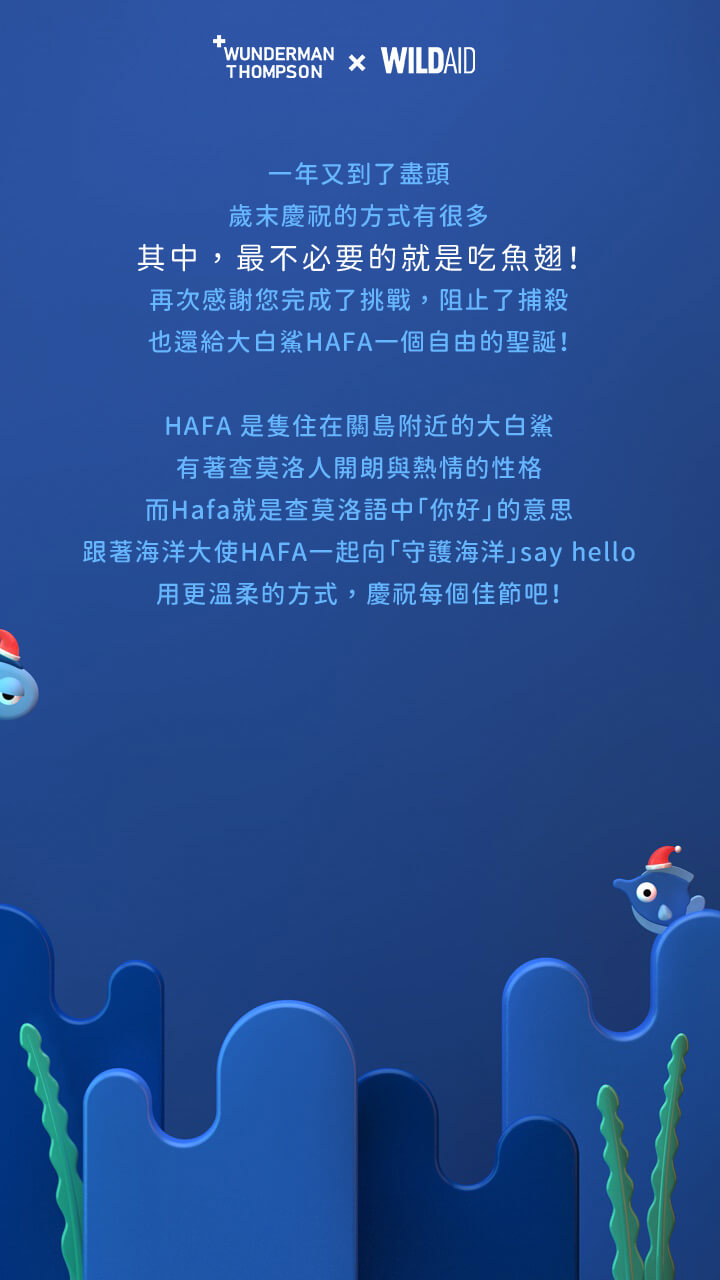 WUNDERMAN
THOMPSON × WILDAID
一年又到了盡頭
歲末慶祝的方式有很多
其中，最不必要的就是吃魚翅！
再次感謝您完成了挑戰，阻止了捕殺
也還給大白鯊HAFA一個自由的聖誕！
HAFA 是隻住在關島附近的大白鯊
有著查莫洛人開朗與熱情的性格
而Hafa就是查莫洛語中「你好」的意思
跟著海洋大使HAFA一起向「守護海洋」say hello
用更溫柔的方式，慶祝每個佳節吧！